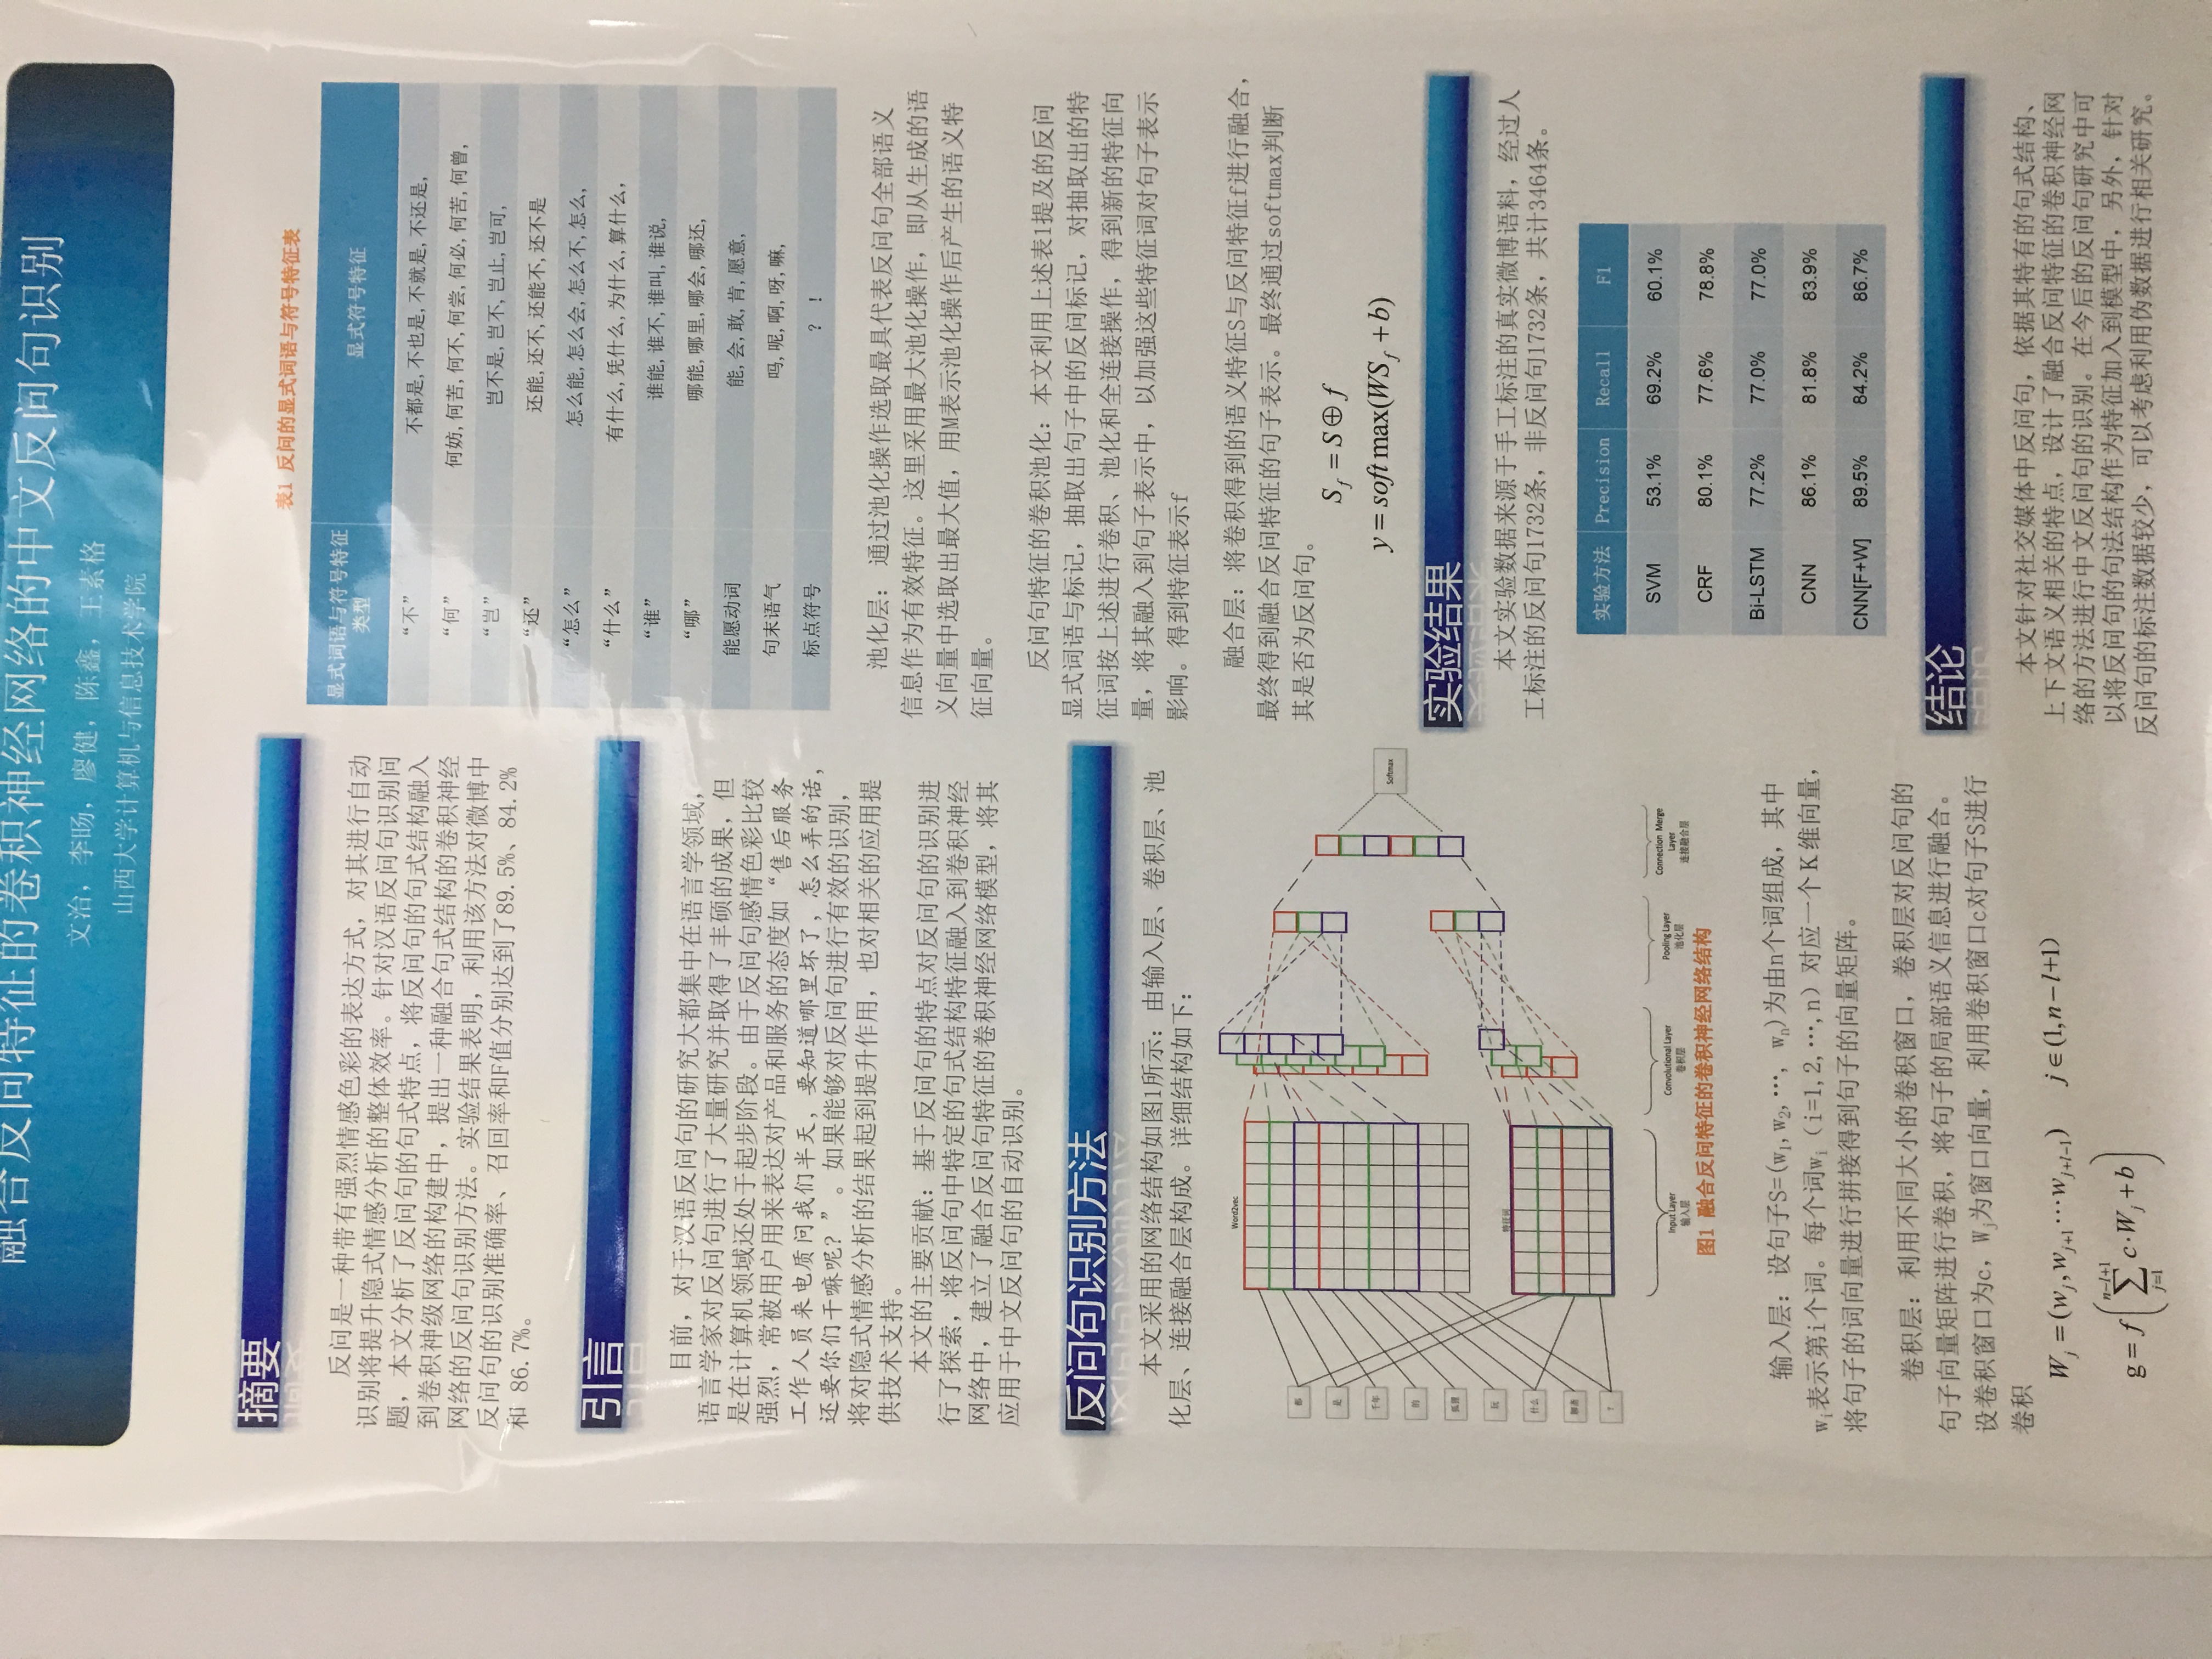 融合反问特征的卷积神经网络的中文反问句识别
文治，李旸，廖健，陈鑫，王素格
山西大学计算机与信息技术学院
摘要
反问是一种带有强烈情感色彩的表达方式，对其进行自动
识别将提升隐式情感分析的整体效率。针对汉语反问句识别问
题，本文分析了反问句的句式特点，将反问句的句式结构融入
到卷积神级网络的构建中，提出一种融合句式结构的卷积神经
网络的反问句识别方法。实验结果表明，利用该方法对微博中
反问句的识别准确率、召回率和F值分别达到了89.5%、84.2%
和 86.7%。
引言
目前，对于汉语反问句的研究大都集中在语言学领域，
语言学家对反问句进行了大量研究并取得了丰硕的成果，但
是在计算机领域还处于起步阶段。由于反问句感情色彩比较
强烈，常被用户用来表达对产品和服务的态度如“售后服务
工作人员来电质问我们半天，要知道哪里坏了，怎么弄的话，
还要你们干嘛呢？”。如果能够对反问句进行有效的识别，
将对隐式情感分析的结果起到提升作用，也对相关的应用提
供技术支持。
本文的主要贡献：基于反问句的特点对反问句的识别进
行了探索，将反问句中特定的句式结构特征融入到卷积神经
网络中，建立了融合反问句特征的卷积神经网络模型，将其
应用于中文反问句的自动识别。
反问句识别方法
本文采用的网络结构如图1所示：由输入层、卷积层、池
化层、连接融合层构成。详细结构如下：
Word2vec
都
是
千年
的
狐狸
玩
什么
聊斋
？
特征词
Softmax
Input Layer
输入层
Convolutional Layer
卷积层
Pooling Layer
池化层
Connection Merge
Layer
连接融合层
图1 融合反问特征的卷积神经网络结构
输入层：设句子S=(w₁,w₂,…, wₙ)为由n个词组成，其中
wᵢ表示第i个词。每个词wᵢ（i=1,2,…,n）对应一个K维向量，
将句子的词向量进行拼接得到句子的向量矩阵。
卷积层：利用不同大小的卷积窗口，卷积层对反问句的
句子向量矩阵进行卷积，将句子的局部语义信息进行融合。
设卷积窗口为c，Wⱼ为窗口向量，利用卷积窗口c对句子S进行
卷积
W_j = (w_j, w_{j+1} ⋯ w_{j+l-1}) j∈(1,n−l+1)
g = f(∑_{j=1}^{n-l+1} c·W_j + b)
表1 反问的显式词语与符号特征表
显式词语与符号特征
类型 显式符号特征
“不” 不都是,不也是,不就是,不还是,
“何” 何妨,何苦,何不,何尝,何必,何苦,何曾,
“岂” 岂不是,岂不,岂止,岂可,
“还” 还能,还不,还能不,还不是
“怎么” 怎么能,怎么会,怎么不,怎么,
“什么” 有什么,凭什么,为什么,算什么,
“谁” 谁能,谁不,谁叫,谁说,
“哪” 哪能,哪里,哪会,哪还,
能愿动词 能,会,敢,肯,愿意,
句末语气 吗,呢,啊,呀,嘛,
标点符号 ？ ！
池化层： 通过池化操作选取最具代表反问句全部语义
信息作为有效特征。这里采用最大池化操作，即从生成的语
义向量中选取出最大值，用M表示池化操作后产生的语义特
征向量。
反问句特征的卷积池化：本文利用上述表1提及的反问
显式词语与标记，抽取出句子中的反问标记，对抽取出的特
征词按上述进行卷积、池化和全连接操作，得到新的特征向
量，将其融入到句子表示中，以加强这些特征词对句子表示
影响。得到特征表示f
融合层：将卷积得到的语义特征S与反问特征f进行融合，
最终得到融合反问特征的句子表示。最终通过softmax判断
其是否为反问句。
S_f = S⊕f
y = soft max(WS_f + b)
实验结果
本文实验数据来源于手工标注的真实微博语料，经过人
工标注的反问句1732条，非反问句1732条，共计3464条。
实验方法 Precision Recall F1
SVM 53.1% 69.2% 60.1%
CRF 80.1% 77.6% 78.8%
Bi-LSTM 77.2% 77.0% 77.0%
CNN 86.1% 81.8% 83.9%
CNN[F+W] 89.5% 84.2% 86.7%
结论
本文针对社交媒体中反问句，依据其特有的句式结构、
上下文语义相关的特点，设计了融合反问特征的卷积神经网
络的方法进行中文反问句的识别。在今后的反问句研究中可
以将反问句的句法结构作为特征加入到模型中，另外，针对
反问句的标注数据较少，可以考虑利用伪数据进行相关研究。